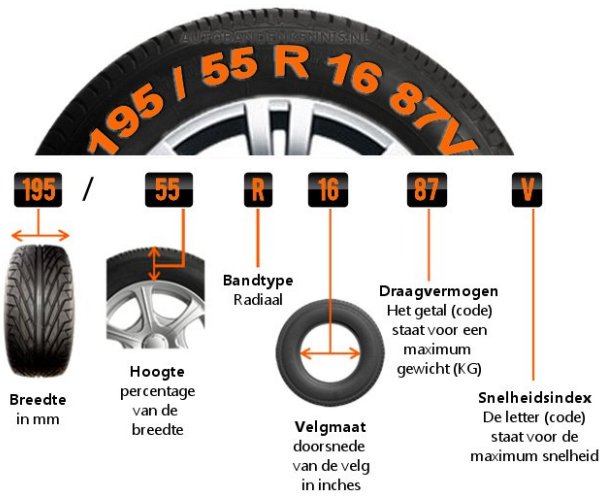 AUTOBANDENKENNIS.NL
195 / 55 R 16 87V
195 / 55 R 16 87 V
Breedte
in mm
Hoogte
percentage
van de
breedte
Bandtype
Radiaal
Velgmaat
doorsnede
van de velg
in inches
Draagvermogen
Het getal (code)
staat voor een
maximum
gewicht (KG)
Snelheidsindex
De letter (code)
staat voor de
maximum snelheid